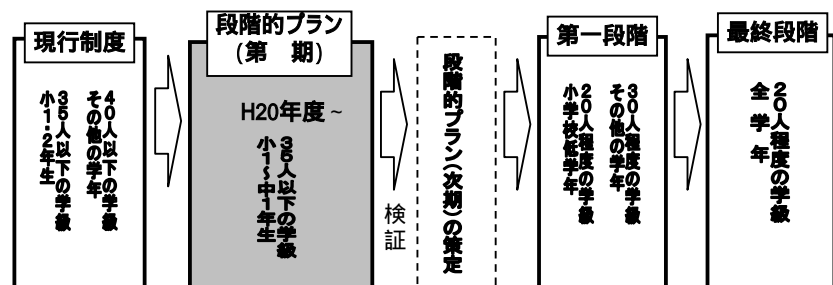 現行制度
小1・2年生
35人以下の学級
その他の学年
40人以下の学級
段階的プラン
(第 期)
H20年度~
小1~中1年生
35人以下の学級
検証
段階的プラン(次期)の策定
第一段階
小学校低学年
20人程度の学級
その他の学年
30人程度の学級
最終段階
全学年
20人程度の学級